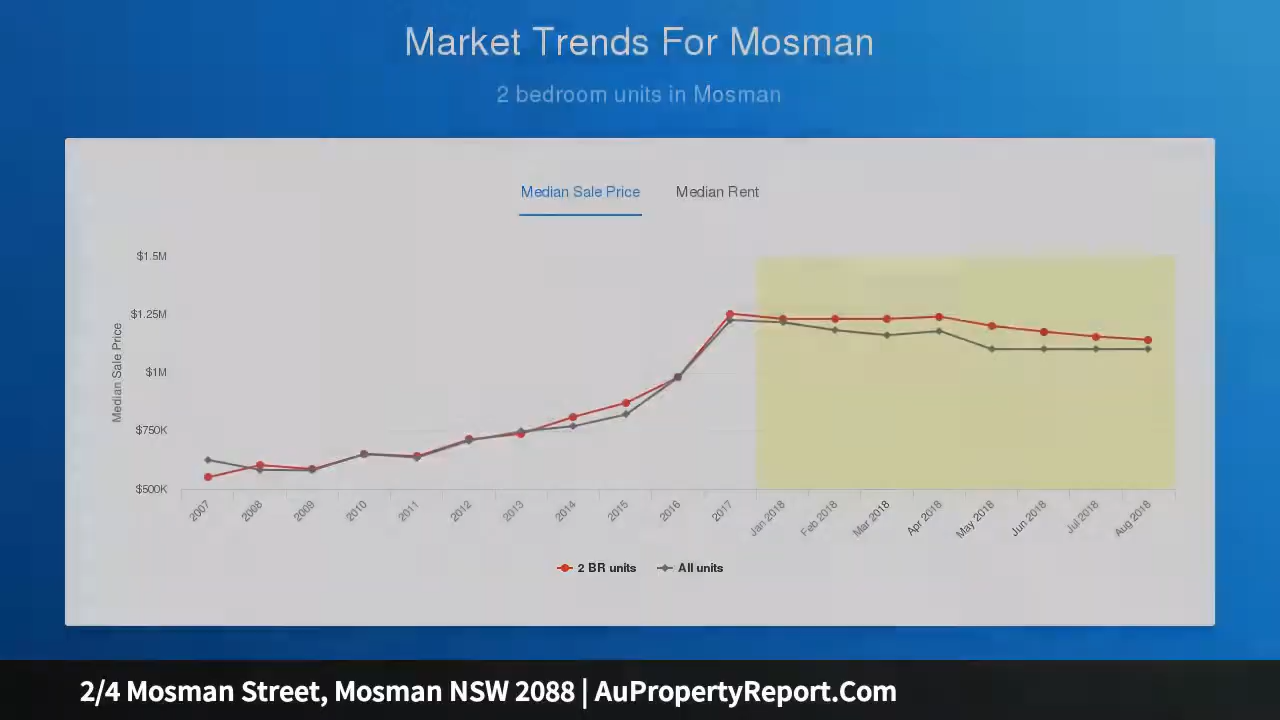 Market Trends For Mosman
2 bedroom units in Mosman
Median Sale Price Median Rent
Median Sale Price
$1.5M
$1.25M
$1M
$750K
$500K
2007 2008 2009 2010 2011 2012 2013 2014 2015 2016 2017 Jan 2018 Feb 2018 Mar 2018 Apr 2018 May 2018 Jun 2018 Jul 2018 Aug 2018
2 BR units All units
2/4 Mosman Street, Mosman NSW 2088 | AuPropertyReport.Com